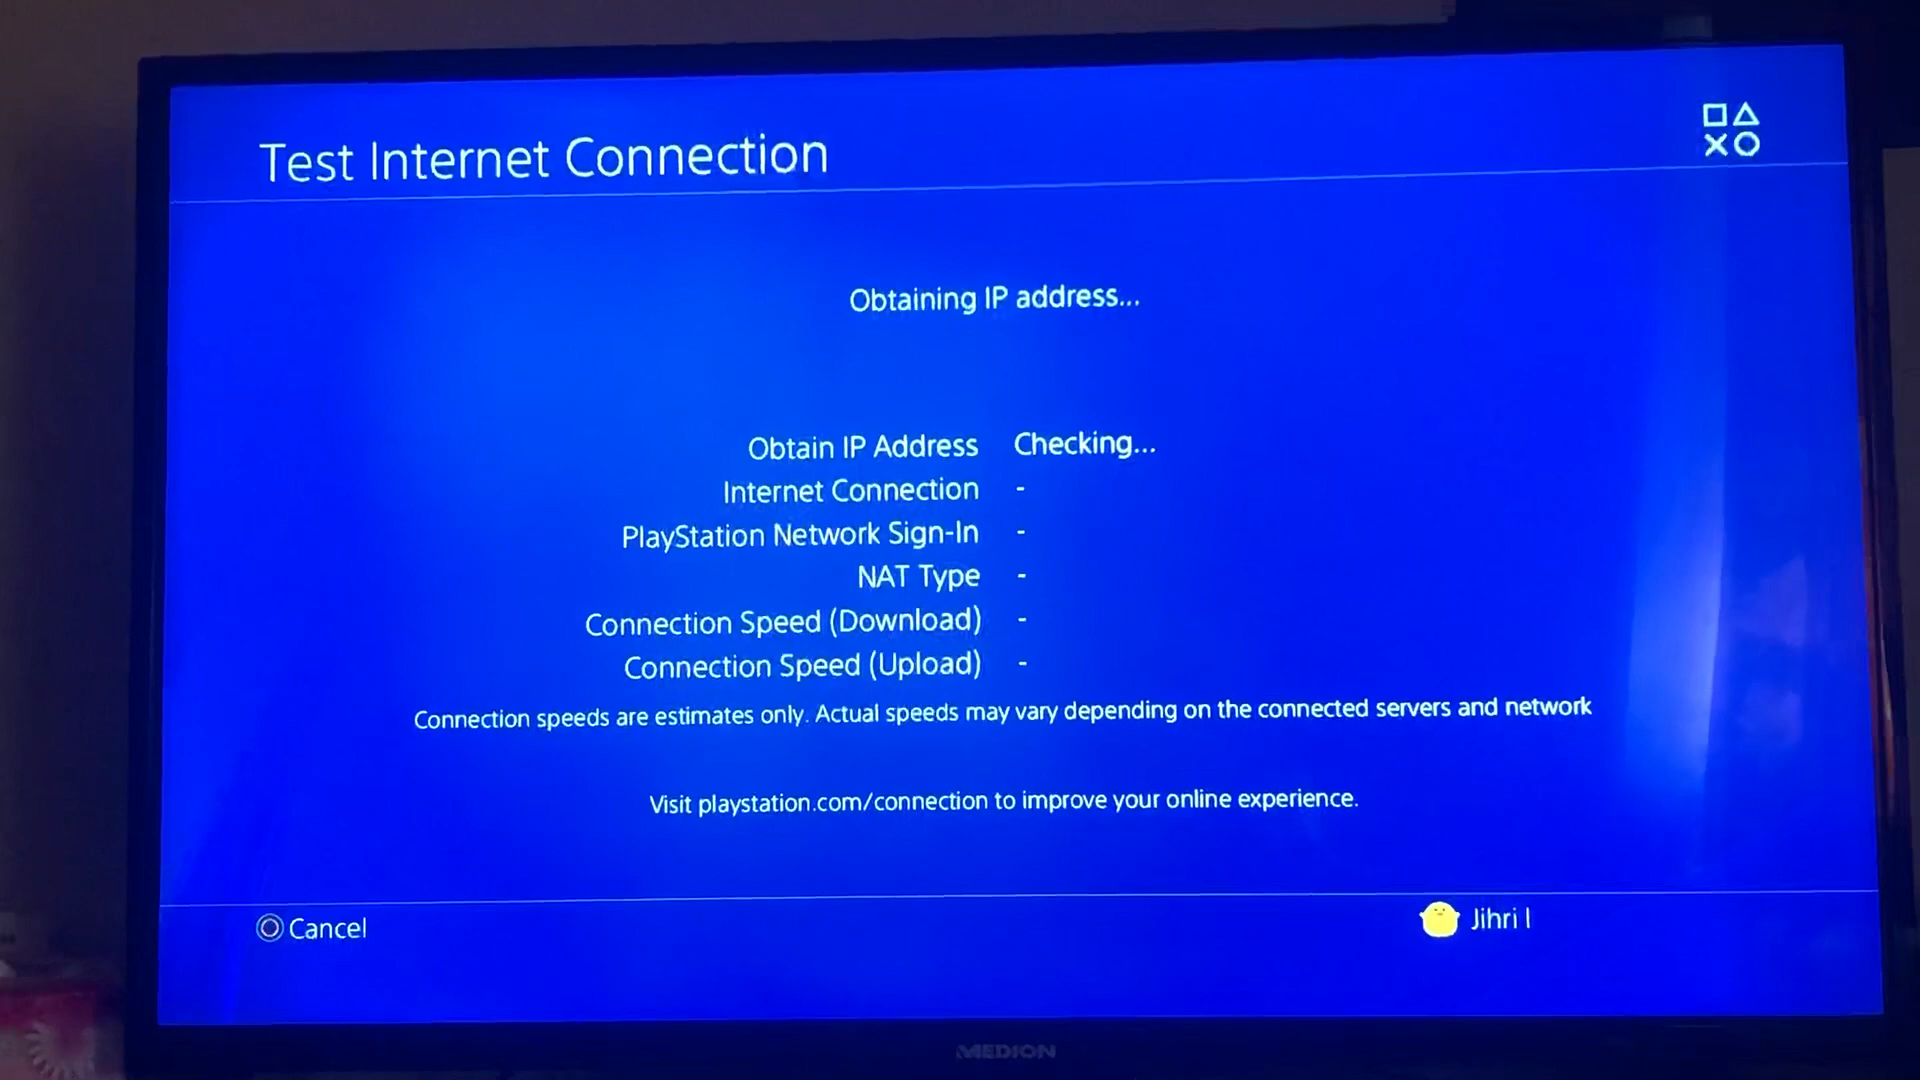 Test Internet Connection
Obtaining IP address...
Obtain IP Address Checking...
Internet Connection -
PlayStation Network Sign-In -
NAT Type -
Connection Speed (Download) -
Connection Speed (Upload) -
Connection speeds are estimates only. Actual speeds may vary depending on the connected servers and network
Visit playstation.com/connection to improve your online experience.
Cancel
Jihri I
MEDION